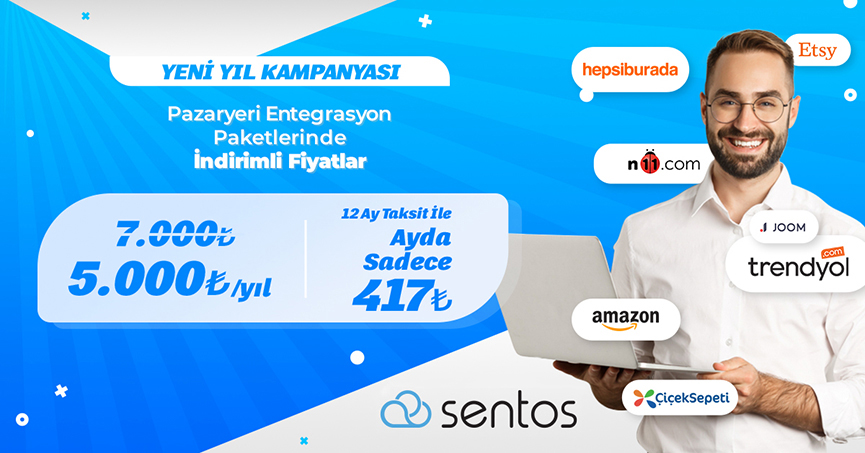 YENİ YIL KAMPANYASI
Pazaryeri Entegrasyon
Paketlerinde
İndirimli Fiyatlar
7.000₺
5.000₺/yıl
12 Ay Taksit İle
Ayda
Sadece
417₺
hepsiburada
Etsy
n11.com
JOOM
.com
trendyol
amazon
ÇiçekSepeti
sentos